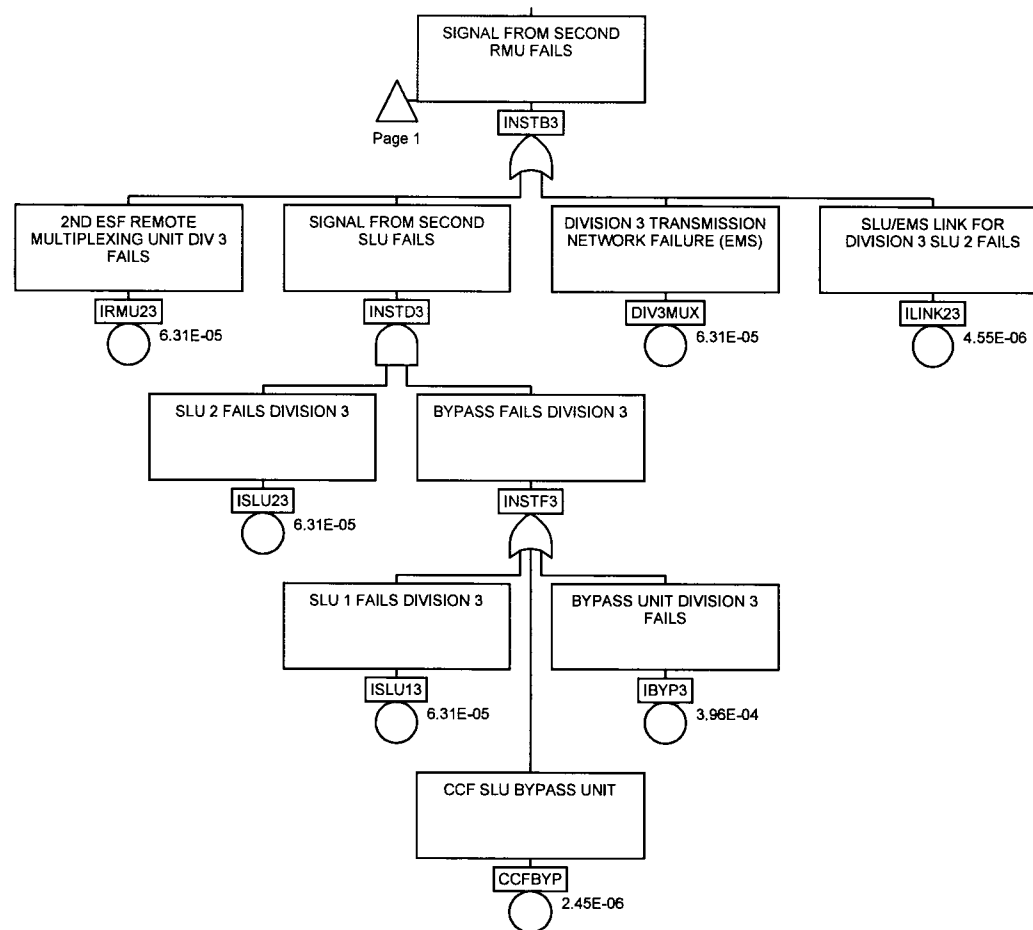 SIGNAL FROM SECOND
RMU FAILS
Page 1
INSTB3
2ND ESF REMOTE
MULTIPLEXING UNIT DIV 3
FAILS
SIGNAL FROM SECOND
SLU FAILS
DIVISION 3 TRANSMISSION
NETWORK FAILURE (EMS)
SLU/EMS LINK FOR
DIVISION 3 SLU 2 FAILS
IRMU23
6.31E-05
INSTD3
DIV3MUX
6.31E-05
ILINK23
4.55E-06
SLU 2 FAILS DIVISION 3
BYPASS FAILS DIVISION 3
ISLU23
6.31E-05
INSTF3
SLU 1 FAILS DIVISION 3
BYPASS UNIT DIVISION 3
FAILS
ISLU13
6.31E-05
IBYP3
3.96E-04
CCF SLU BYPASS UNIT
CCFBYP
2.45E-06